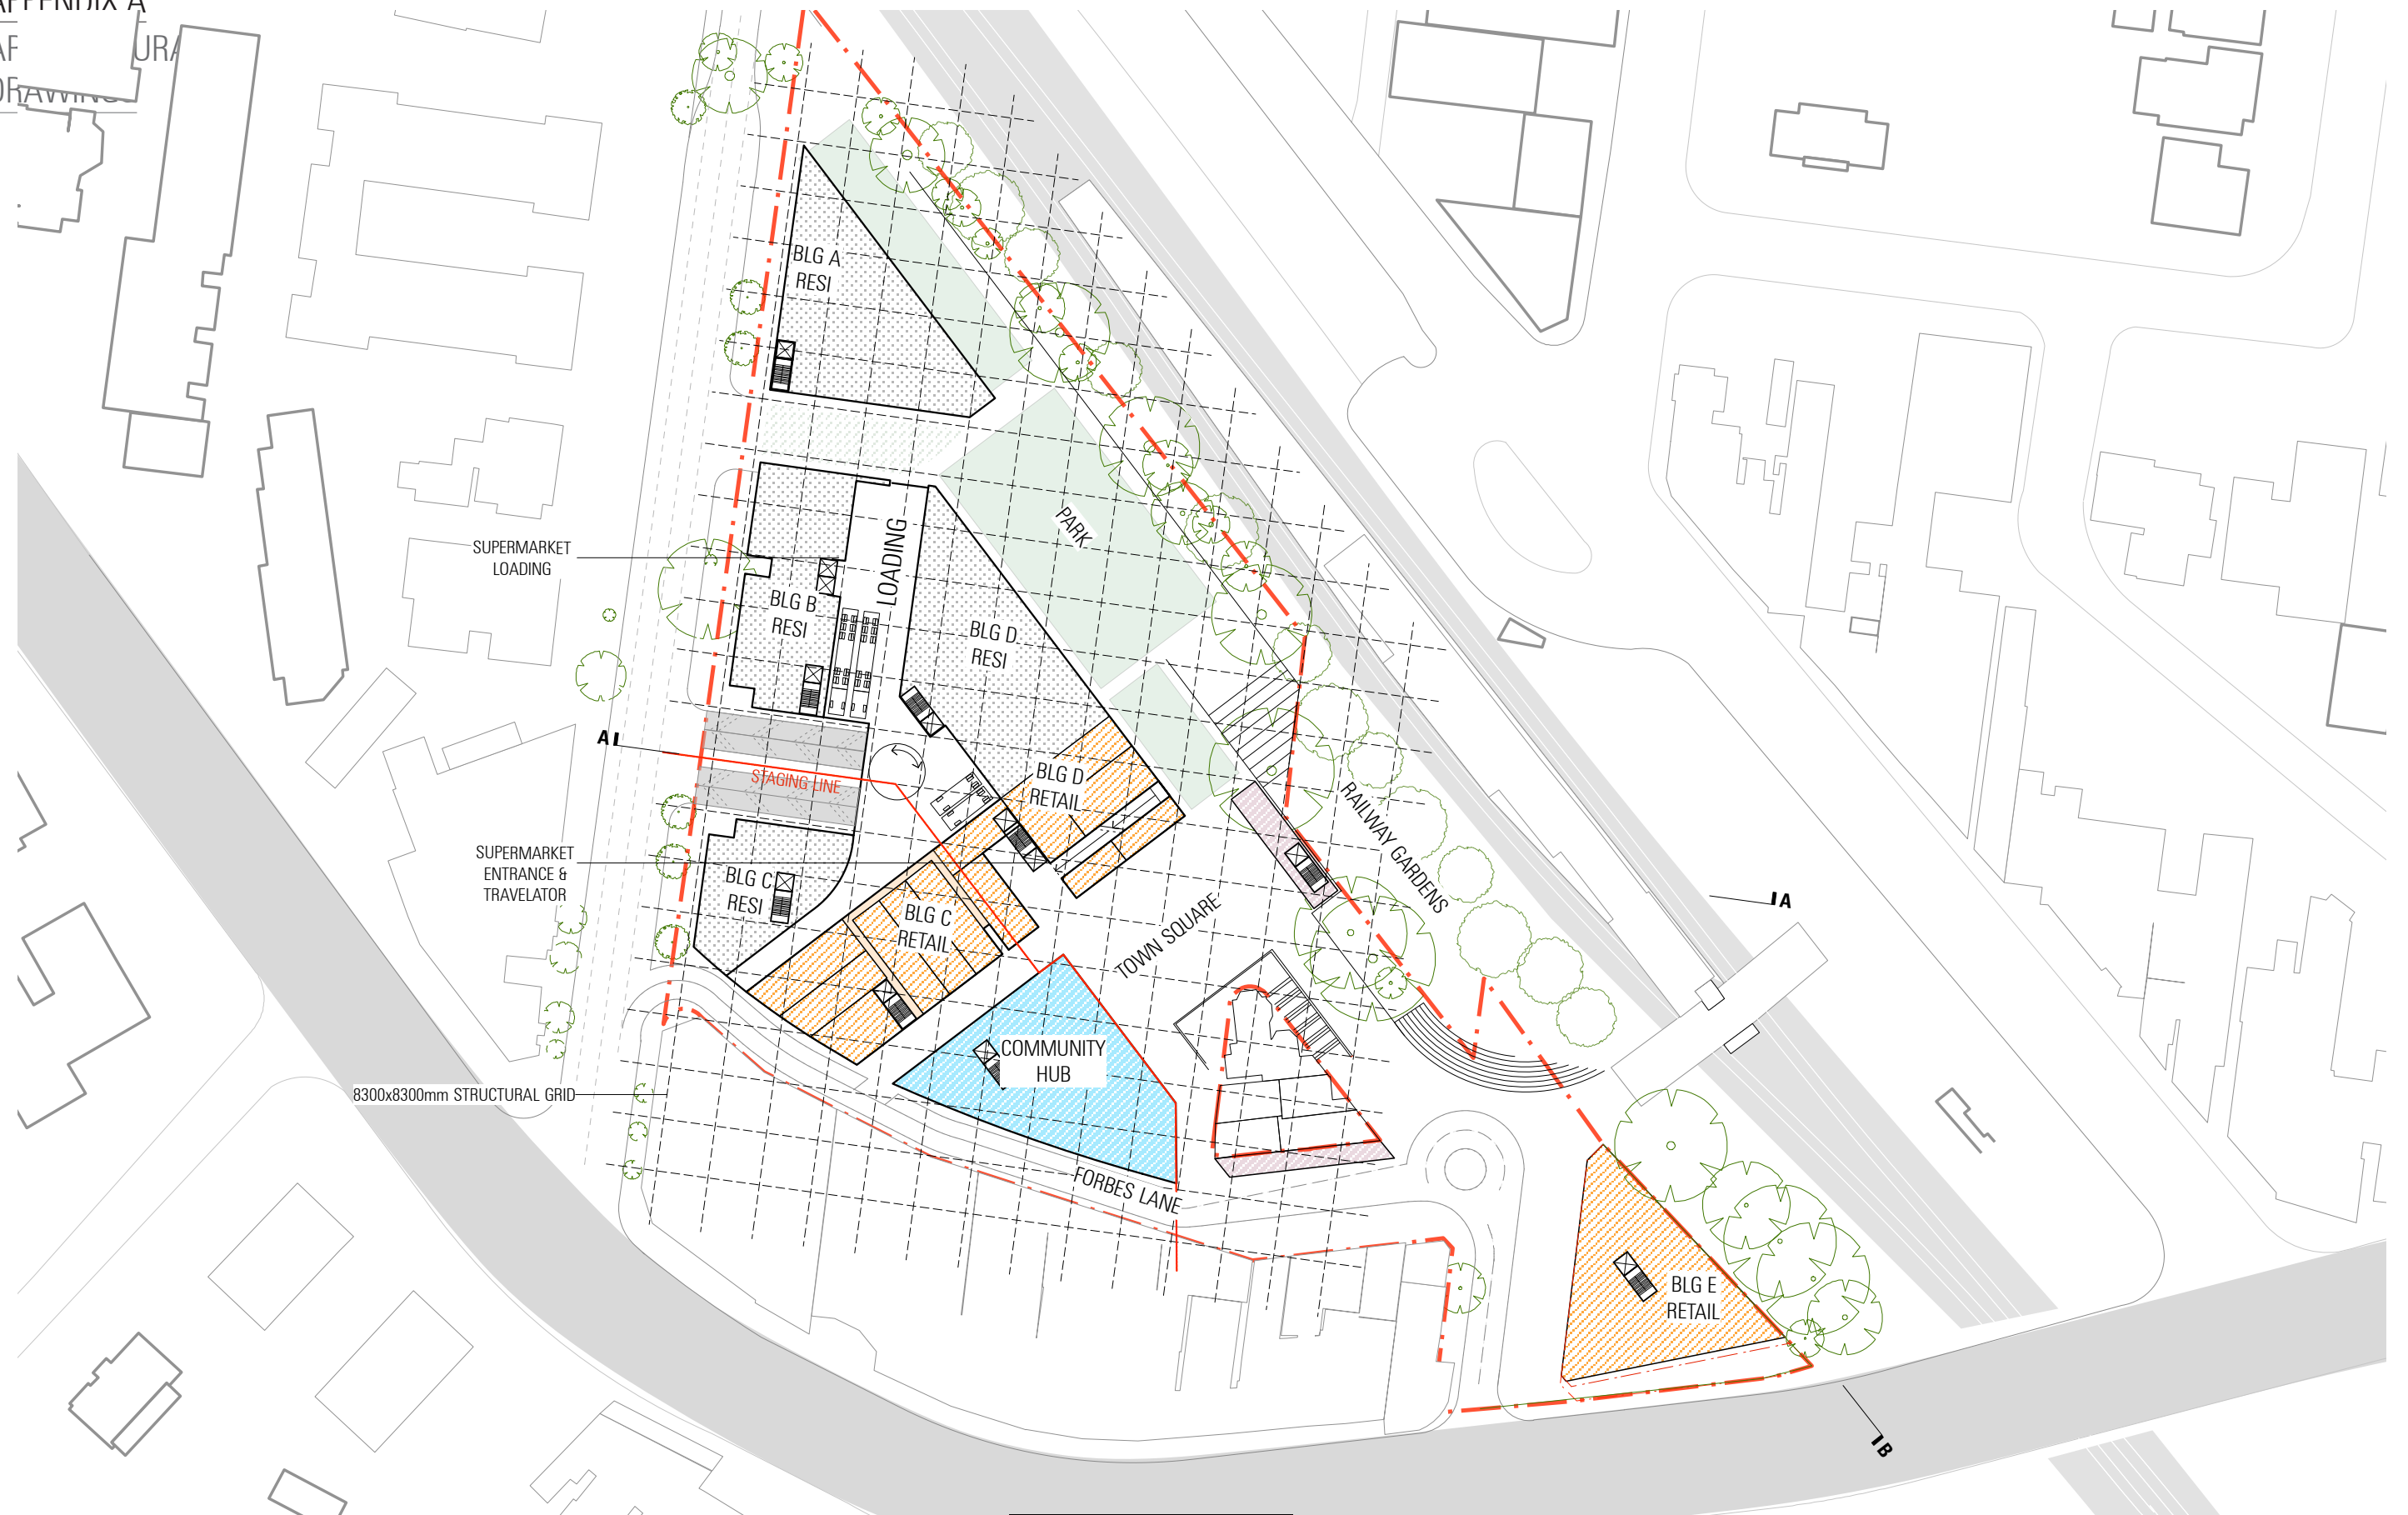 APPENDIX A
BLG A
RESI
SUPERMARKET
LOADING
LOADING
BLG B
RESI
BLG D
RESI
PARK
A
STAGING LINE
BLG D
RETAIL
RAILWAY GARDENS
SUPERMARKET
ENTRANCE &
TRAVELATOR
BLG C
RESI
BLG C
RETAIL
TOWN SQUARE
A
COMMUNITY
HUB
8300x8300mm STRUCTURAL GRID
FORBES LANE
BLG E
RETAIL
B